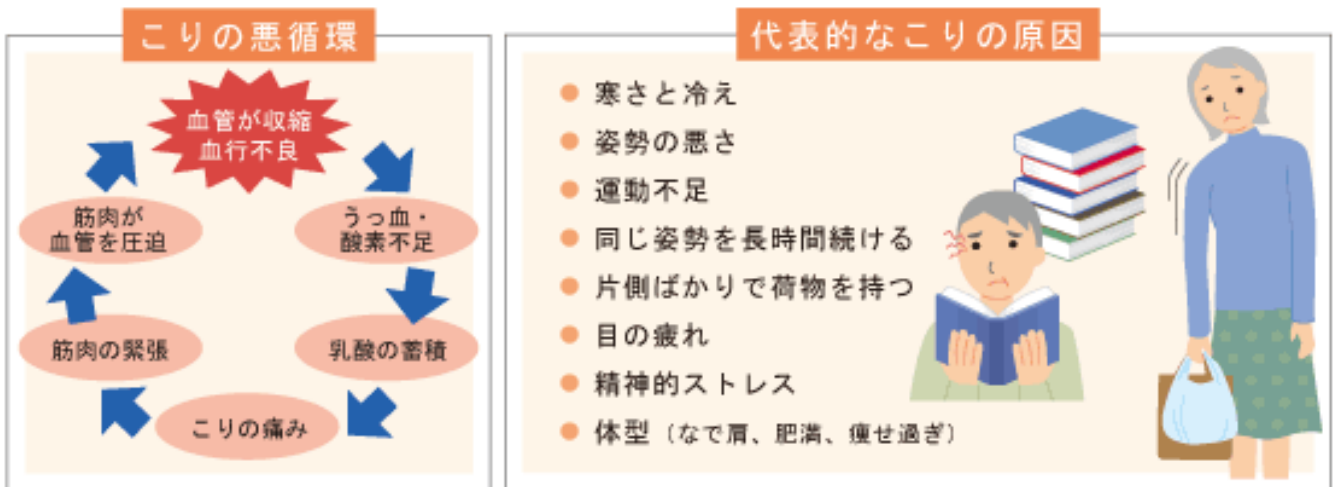 こりの悪循環
血管が収縮
血行不良
うっ血・
酸素不足
乳酸の蓄積
こりの痛み
筋肉の緊張
筋肉が
血管を圧迫
代表的なこりの原因
寒さと冷え
姿勢の悪さ
運動不足
同じ姿勢を長時間続ける
片側ばかりで荷物を持つ
目の疲れ
精神的ストレス
体型（なで肩、肥満、痩せ過ぎ）